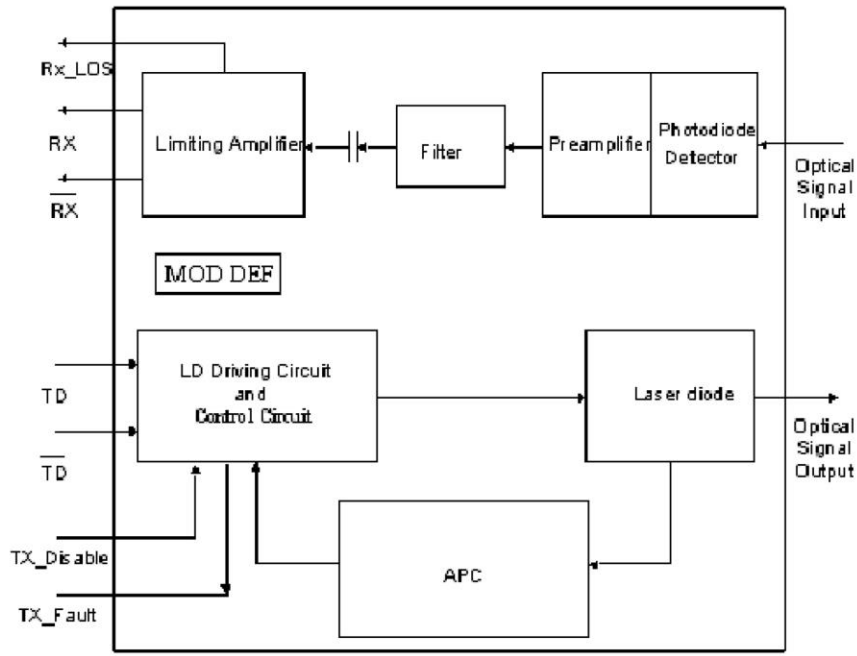 Rx_LOS
RX
RX
Limiting Amplifier
Filter
Preamplifier
Photodiode
Detector
Optical
Signal
Input
MOD DEF
TD
TD
LD Driving Circuit
and
Control Circuit
Laser diode
Optical
Signal
Output
TX_Disable
TX_Fault
APC